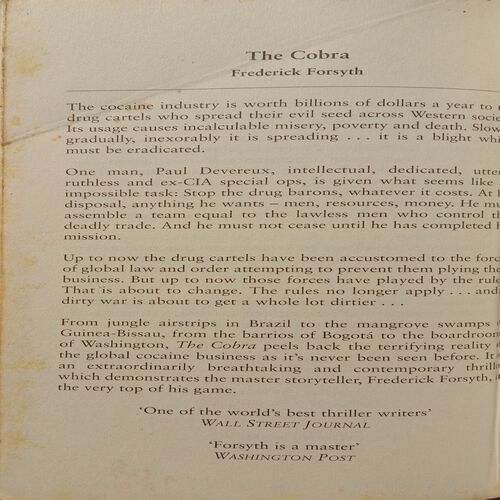 The Cobra
Frederick Forsyth
The cocaine industry is worth billions of dollars a year to
drug cartels who spread their evil seed across Western socie
Its usage causes incalculable misery, poverty and death. Slow
gradually, inexorably it is spreading . . . it is a blight whi
must be eradicated.
One man, Paul Devereux, intellectual, dedicated, utter
ruthless and ex-CIA special ops, is given what seems like
impossible task: Stop the drug barons, whatever it costs. At h
disposal, anything he wants – men, resources, money. He mu
assemble a team equal to the lawless men who control th
deadly trade. And he must not cease until he has completed h
mission.
Up to now the drug cartels have been accustomed to the forc
of global law and order attempting to prevent them plying the
business. But up to now those forces have played by the rule
That is about to change. The rules no longer apply . . . and
dirty war is about to get a whole lot dirtier . . .
From jungle airstrips in Brazil to the mangrove swamps
Guinea-Bissau, from the barrios of Bogotá to the boardroom
of Washington, The Cobra peels back the terrifying reality
the global cocaine business as it's never been seen before. It
an extraordinarily breathtaking and contemporary thrille
which demonstrates the master storyteller, Frederick Forsyth,
the very top of his game.
'One of the world's best thriller writers'
WALL STREET JOURNAL
'Forsyth is a master'
WASHINGTON POST